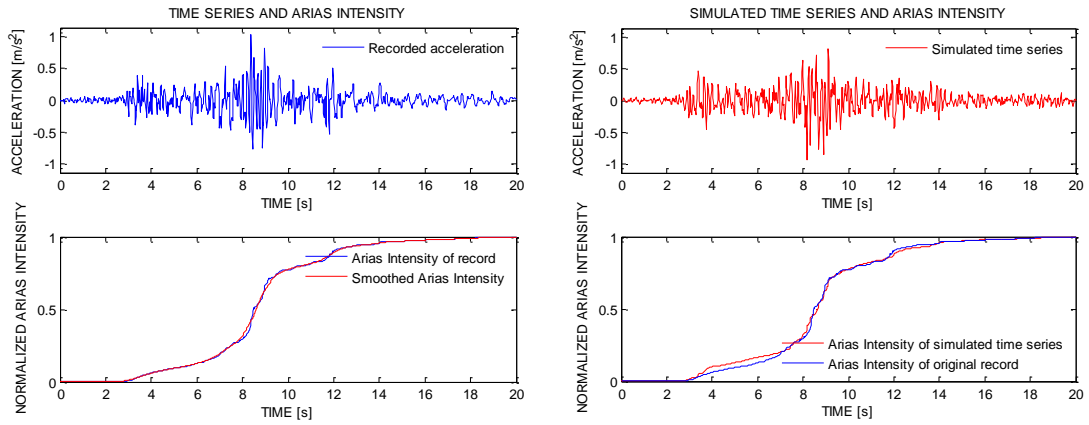 TIME SERIES AND ARIAS INTENSITY
ACCELERATION [m/s²]
1
0.5
0
-0.5
-1
Recorded acceleration
0 2 4 6 8 10 12 14 16 18 20
TIME [s]
SIMULATED TIME SERIES AND ARIAS INTENSITY
ACCELERATION [m/s²]
1
0.5
0
-0.5
-1
Simulated time series
0 2 4 6 8 10 12 14 16 18 20
TIME [s]
NORMALIZED ARIAS INTENSITY
1
0.5
0
Arias Intensity of record
Smoothed Arias Intensity
0 2 4 6 8 10 12 14 16 18 20
TIME [s]
NORMALIZED ARIAS INTENSITY
1
0.5
0
Arias Intensity of simulated time series
Arias Intensity of original record
0 2 4 6 8 10 12 14 16 18 20
TIME [s]